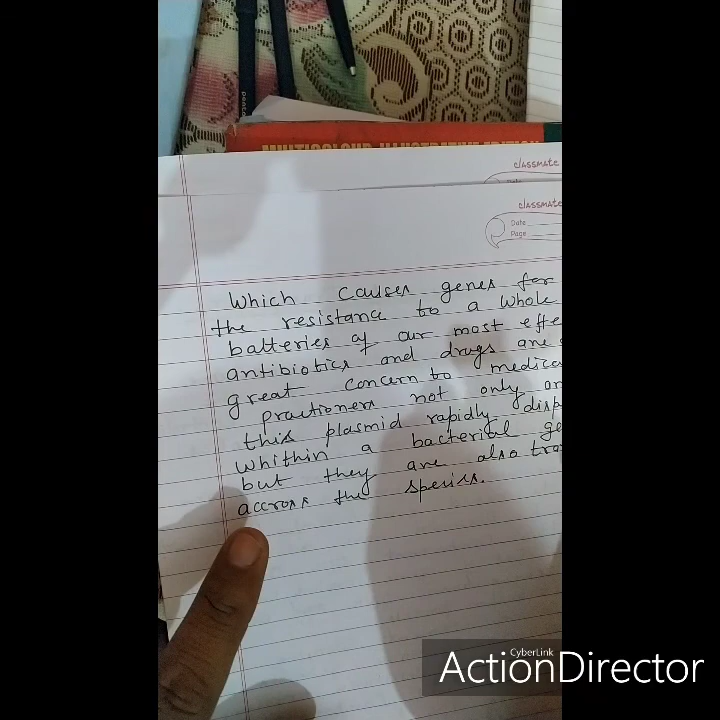 classmate
classmate
Date
Page
Which causes genes for
the resistance to a whole
batteries of our most effe
antibiotics and drugs are
great concern to medica
practioners not only an
this plasmid rapidly disp
whithin a bacterial ge
but they are also tra
accross the speries.
CyberLink
ActionDirector